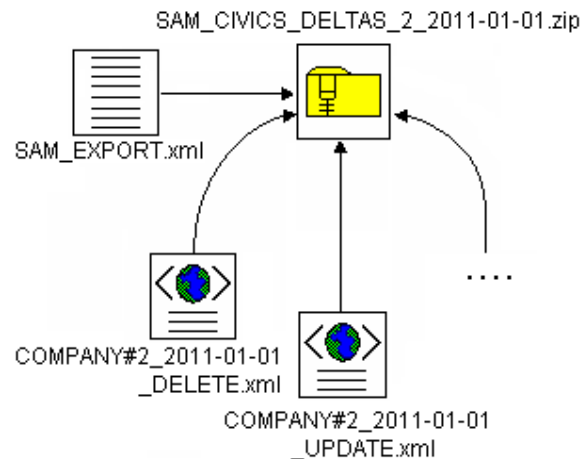 SAM_CIVICS_DELTAS_2_2011-01-01.zip
SAM_EXPORT.xml
....
COMPANY#2_2011-01-01
_DELETE.xml
COMPANY#2_2011-01-01
_UPDATE.xml